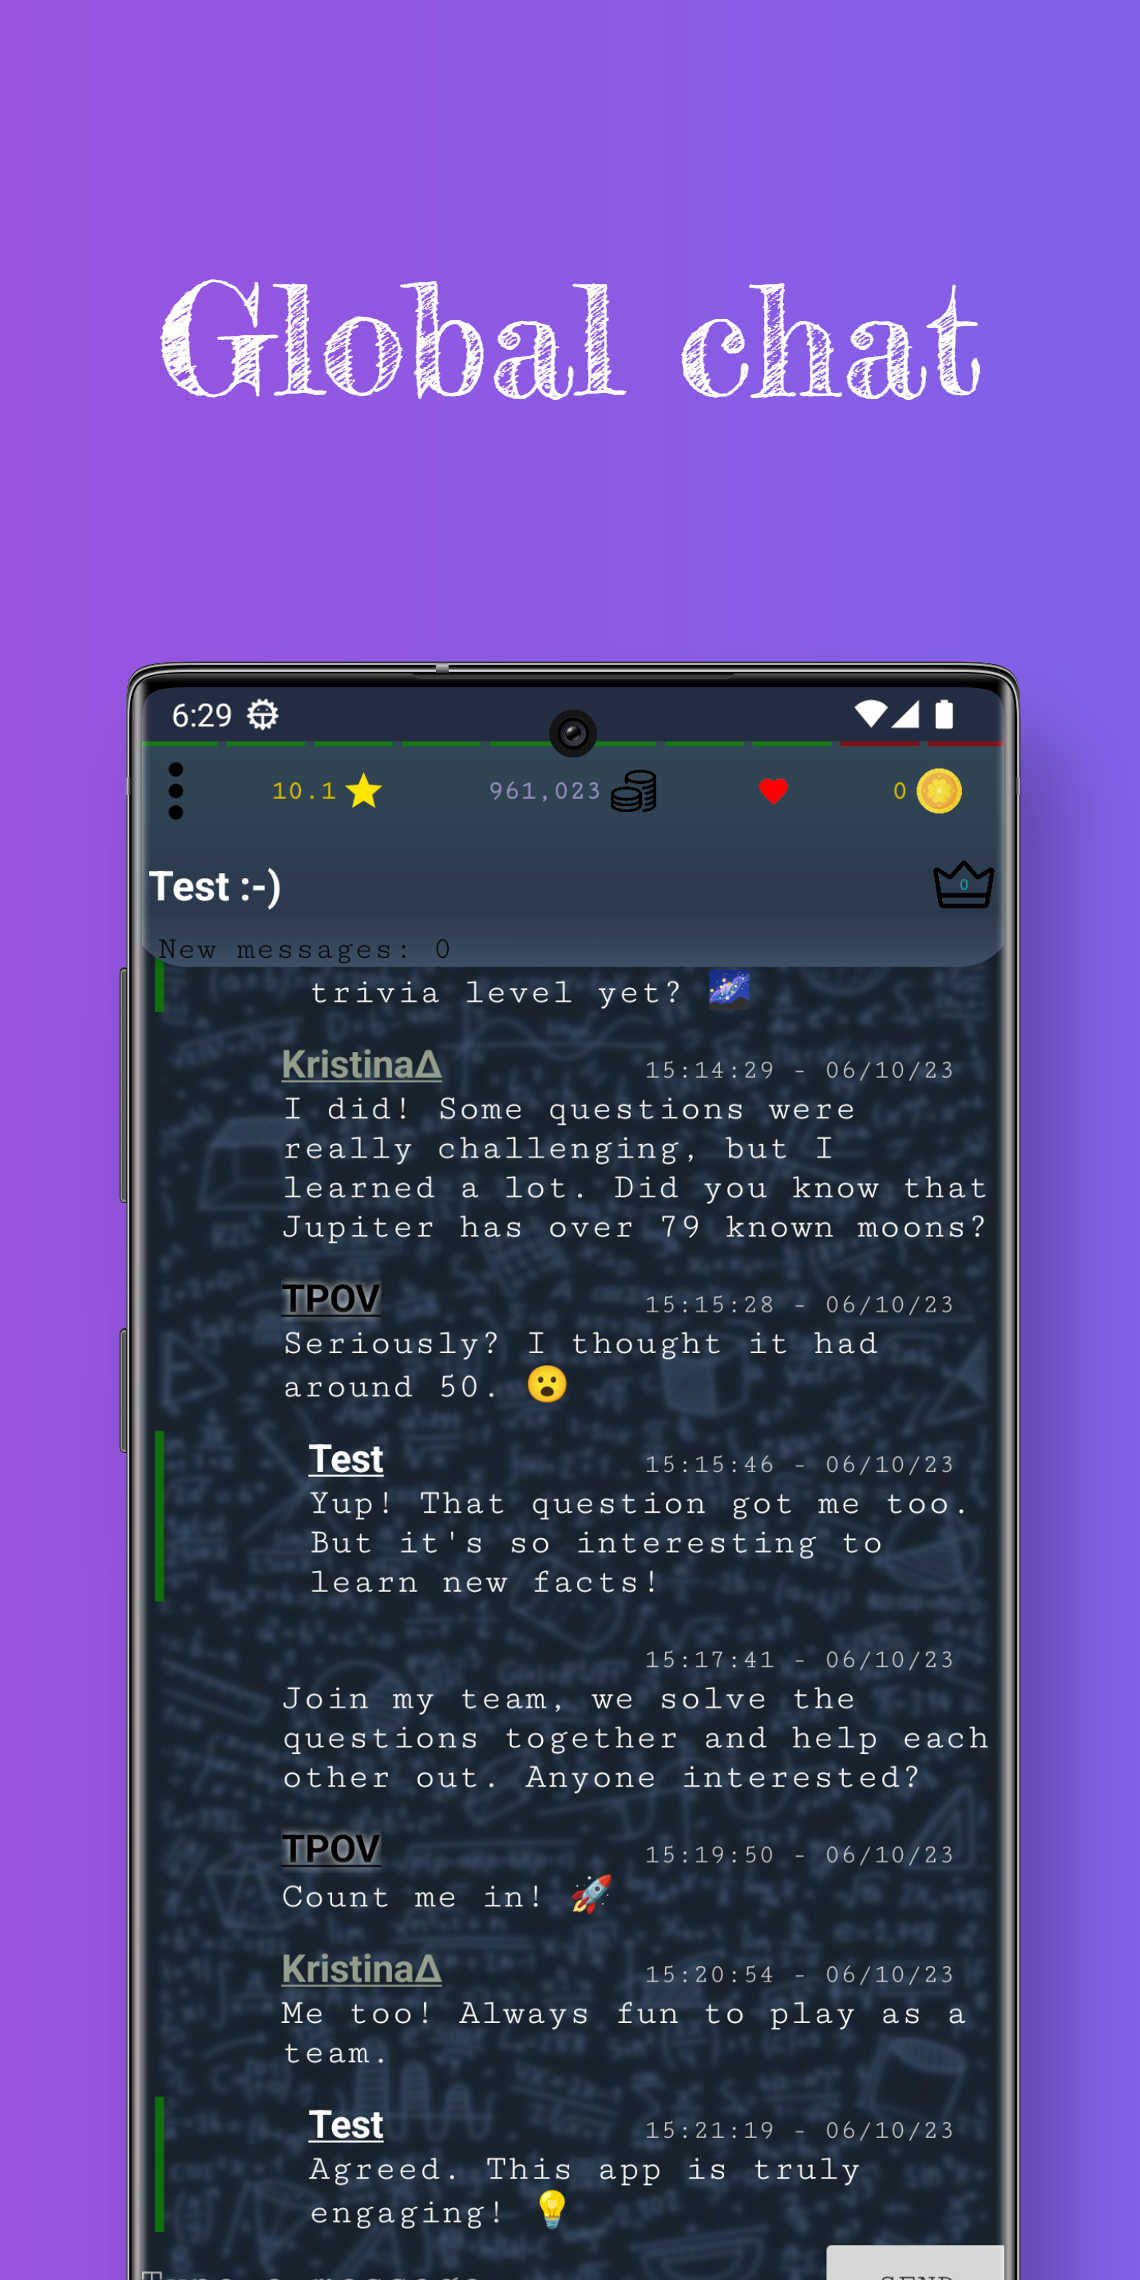 Global chat
6:29
10.1
961,023
0
Test :-)
0
New messages: 0
trivia level yet? 🌌
KristinaΔ 15:14:29 - 06/10/23
I did! Some questions were
really challenging, but I
learned a lot. Did you know that
Jupiter has over 79 known moons?
TPOV 15:15:28 - 06/10/23
Seriously? I thought it had
around 50. 😮
Test 15:15:46 - 06/10/23
Yup! That question got me too.
But it's so interesting to
learn new facts!
15:17:41 - 06/10/23
Join my team, we solve the
questions together and help each
other out. Anyone interested?
TPOV 15:19:50 - 06/10/23
Count me in! 🚀
KristinaΔ 15:20:54 - 06/10/23
Me too! Always fun to play as a
team.
Test 15:21:19 - 06/10/23
Agreed. This app is truly
engaging! 💡
Type a message
SEND